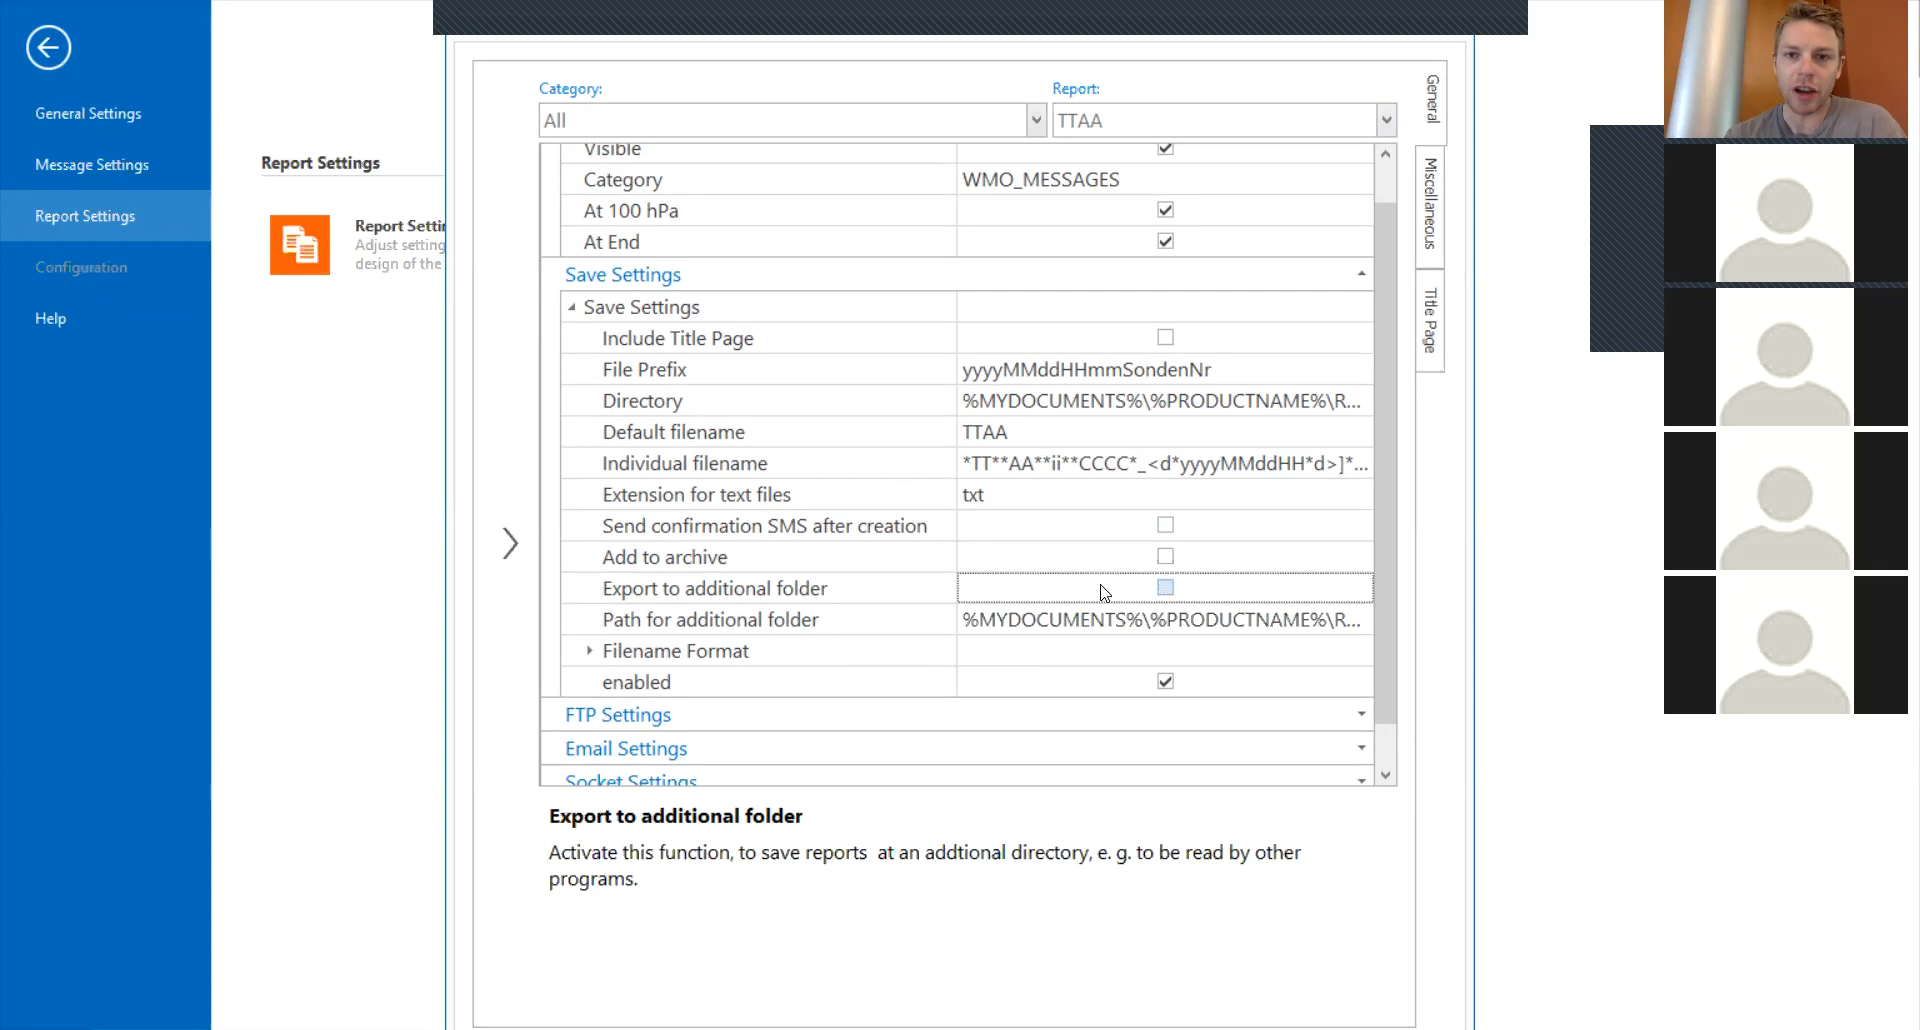 General Settings
Message Settings
Report Settings
Configuration
Help
Report Settings
Report Settin
Adjust setting
design of the
Category:
Report:
All
TTAA
Visible
Category WMO_MESSAGES
At 100 hPa
At End
Save Settings
Save Settings
Include Title Page
File Prefix yyyyMMddHHmmSondenNr
Directory %MYDOCUMENTS%\%PRODUCTNAME%\R...
Default filename TTAA
Individual filename *TT**AA**ii**CCCC*_<d*yyyyMMddHH*d>]*...
Extension for text files txt
Send confirmation SMS after creation
Add to archive
Export to additional folder
Path for additional folder %MYDOCUMENTS%\%PRODUCTNAME%\R...
Filename Format
enabled
FTP Settings
Email Settings
Socket Settings
Export to additional folder
Activate this function, to save reports at an addtional directory, e. g. to be read by other
programs.
General
Miscellaneous
Title Page